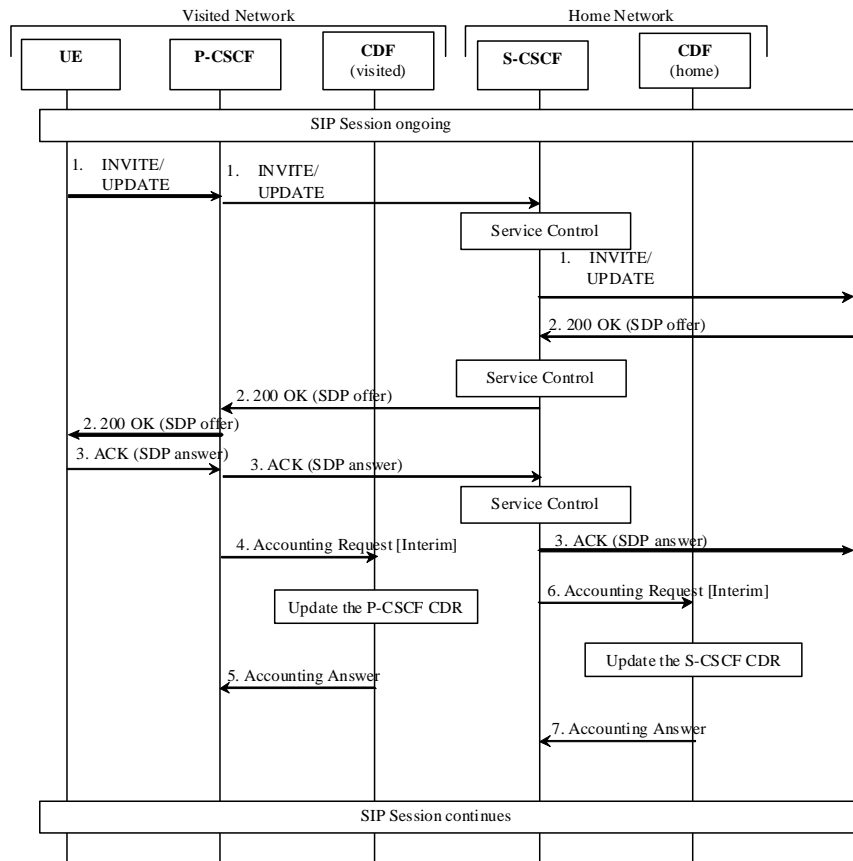 Visited Network
Home Network
UE
P-CSCF
CDF
(visited)
S-CSCF
CDF
(home)
SIP Session ongoing
1. INVITE/
UPDATE
1. INVITE/
UPDATE
Service Control
1. INVITE/
UPDATE
2. 200 OK (SDP offer)
Service Control
2. 200 OK (SDP offer)
2. 200 OK (SDP offer)
3. ACK (SDP answer)
3. ACK (SDP answer)
Service Control
4. Accounting Request [Interim]
3. ACK (SDP answer)
6. Accounting Request [Interim]
Update the P-CSCF CDR
Update the S-CSCF CDR
5. Accounting Answer
7. Accounting Answer
SIP Session continues